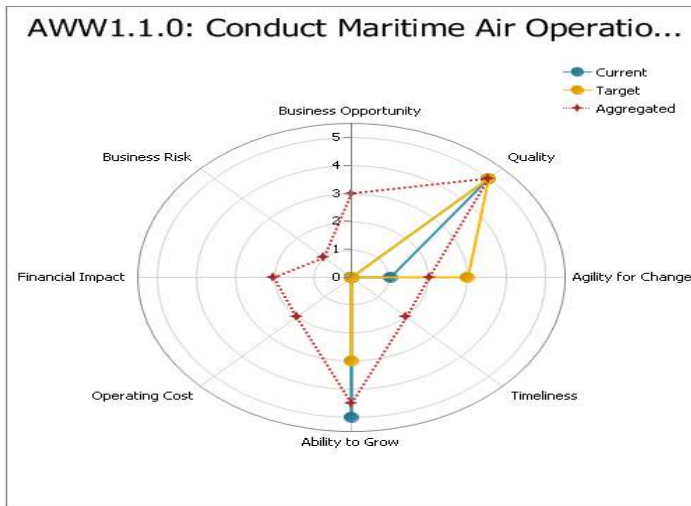 AWW1.1.0: Conduct Maritime Air Operatio...
Current
Target
Aggregated
Business Opportunity
Business Risk
Quality
5
4
3
2
1
0
Financial Impact
Agility for Change
Operating Cost
Timeliness
Ability to Grow